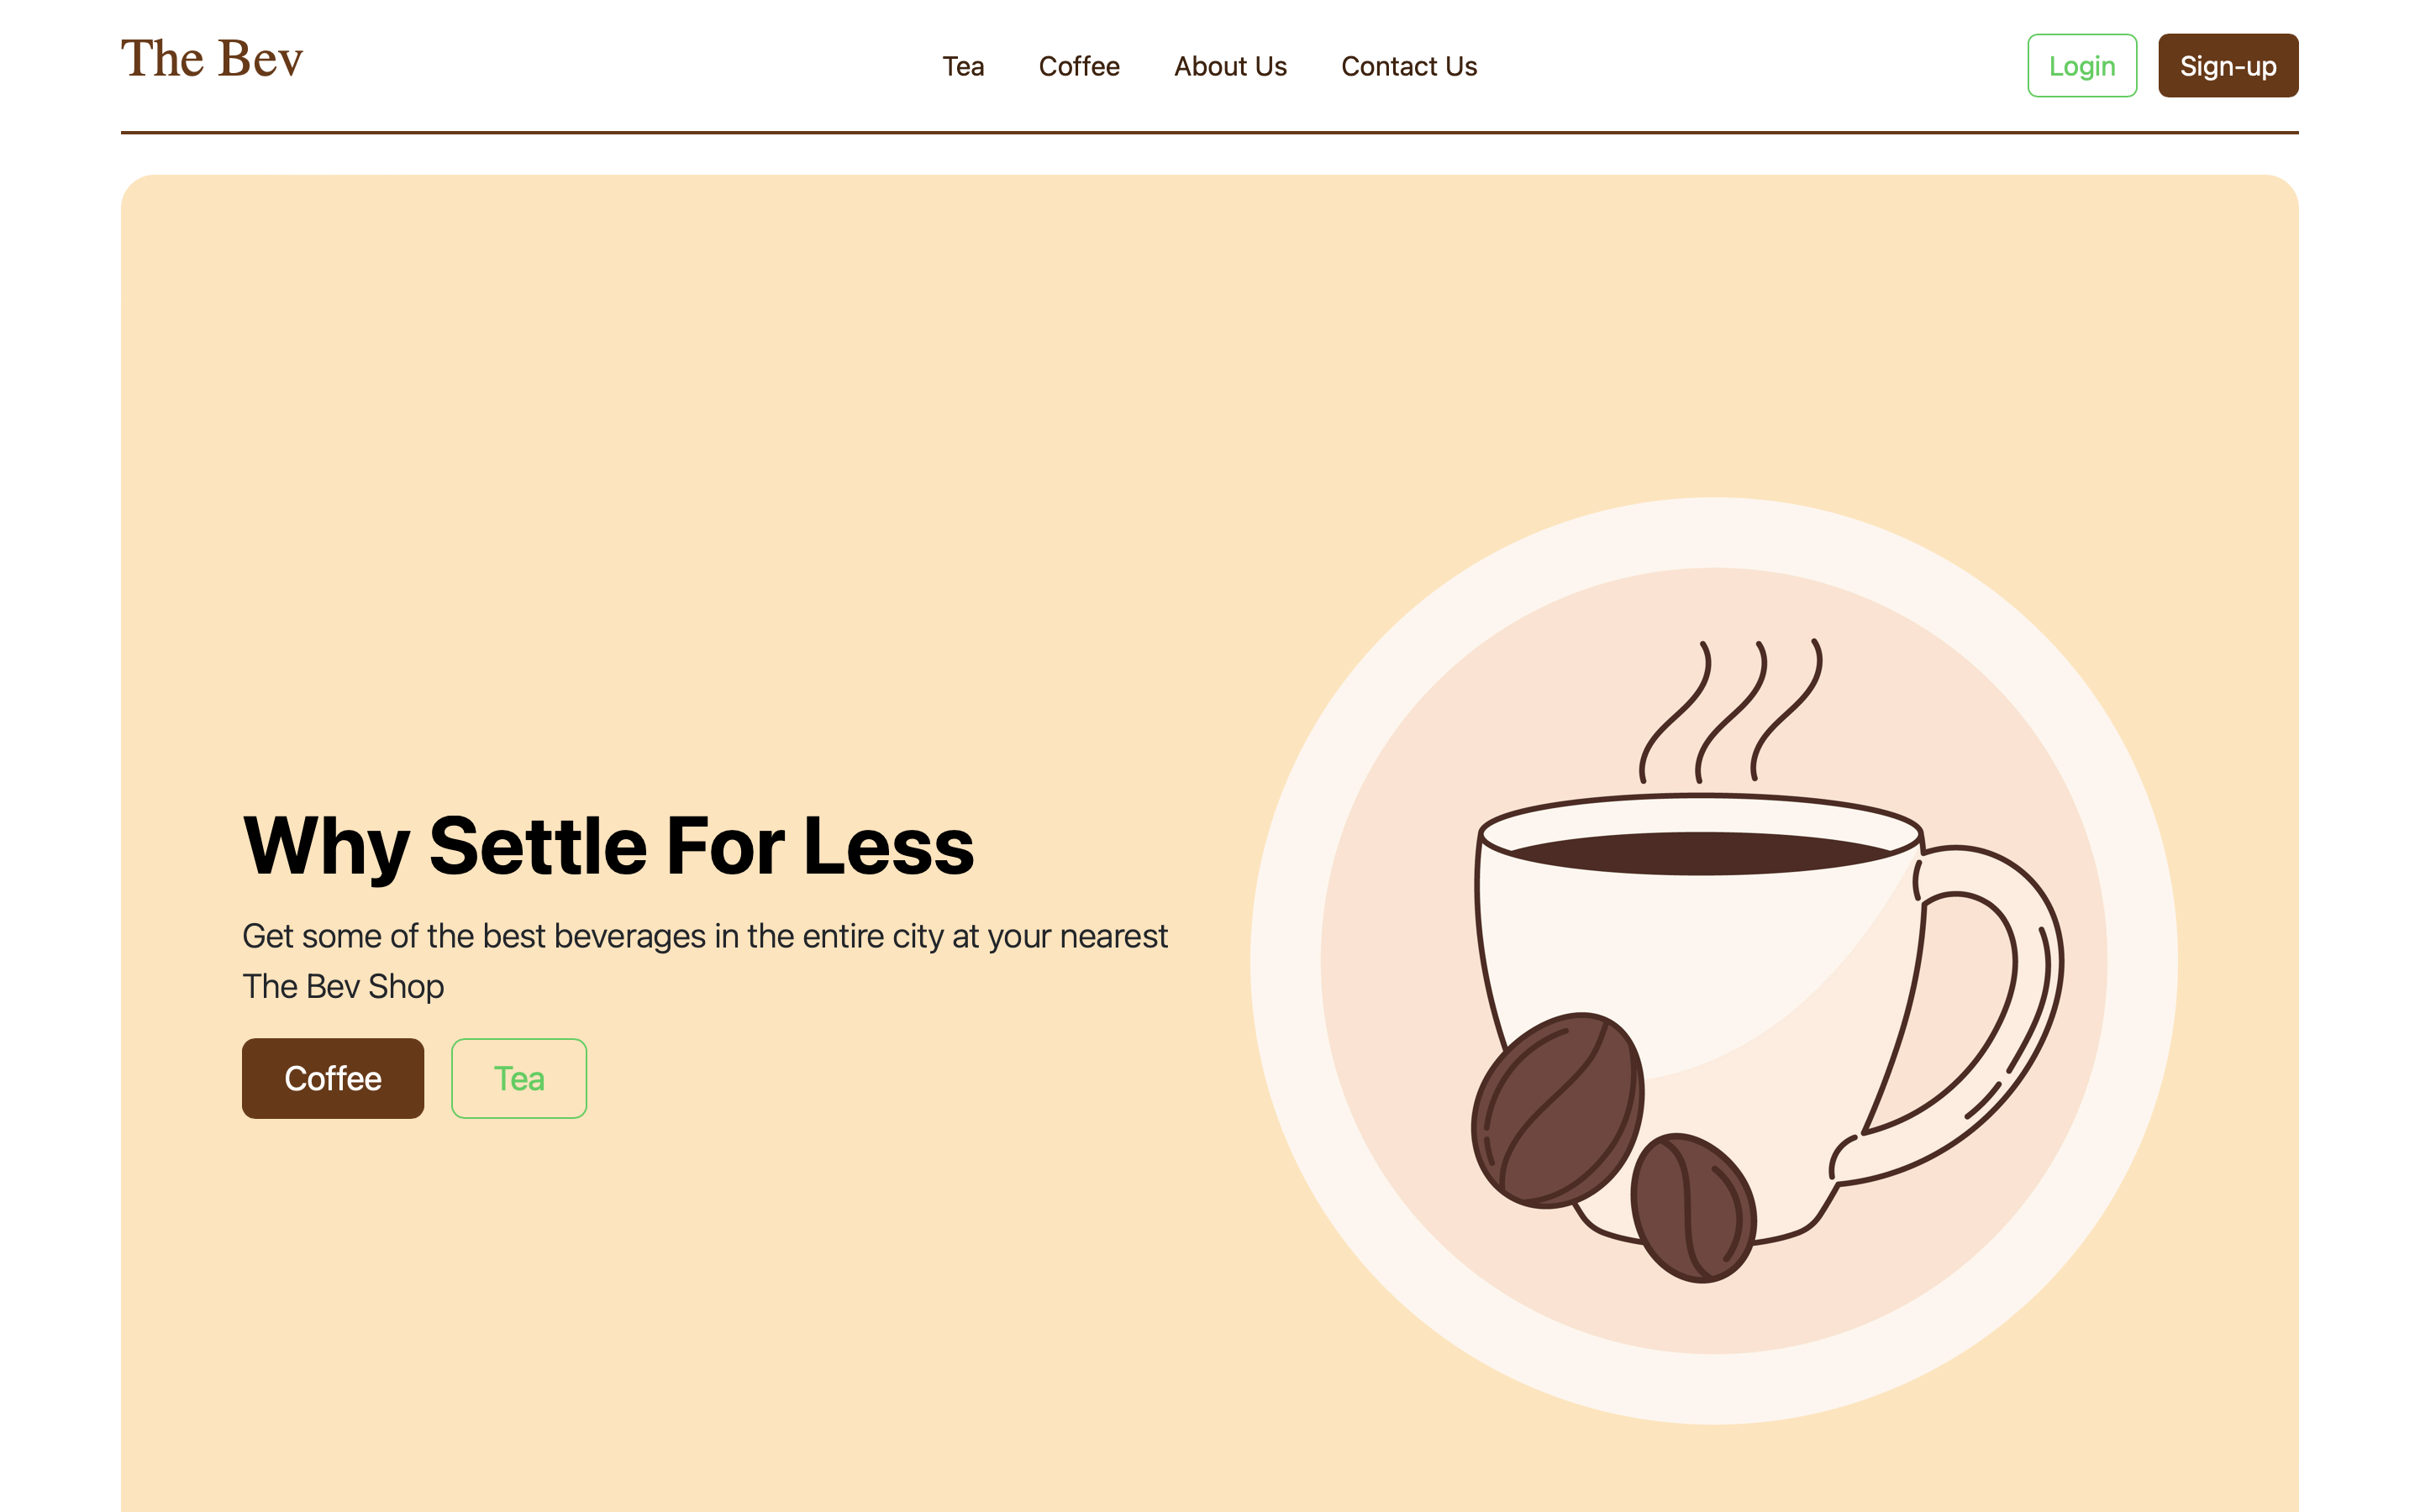 The Bev
Tea
Coffee
About Us
Contact Us
Login
Sign-up
Why Settle For Less
Get some of the best beverages in the entire city at your nearest
The Bev Shop
Coffee
Tea